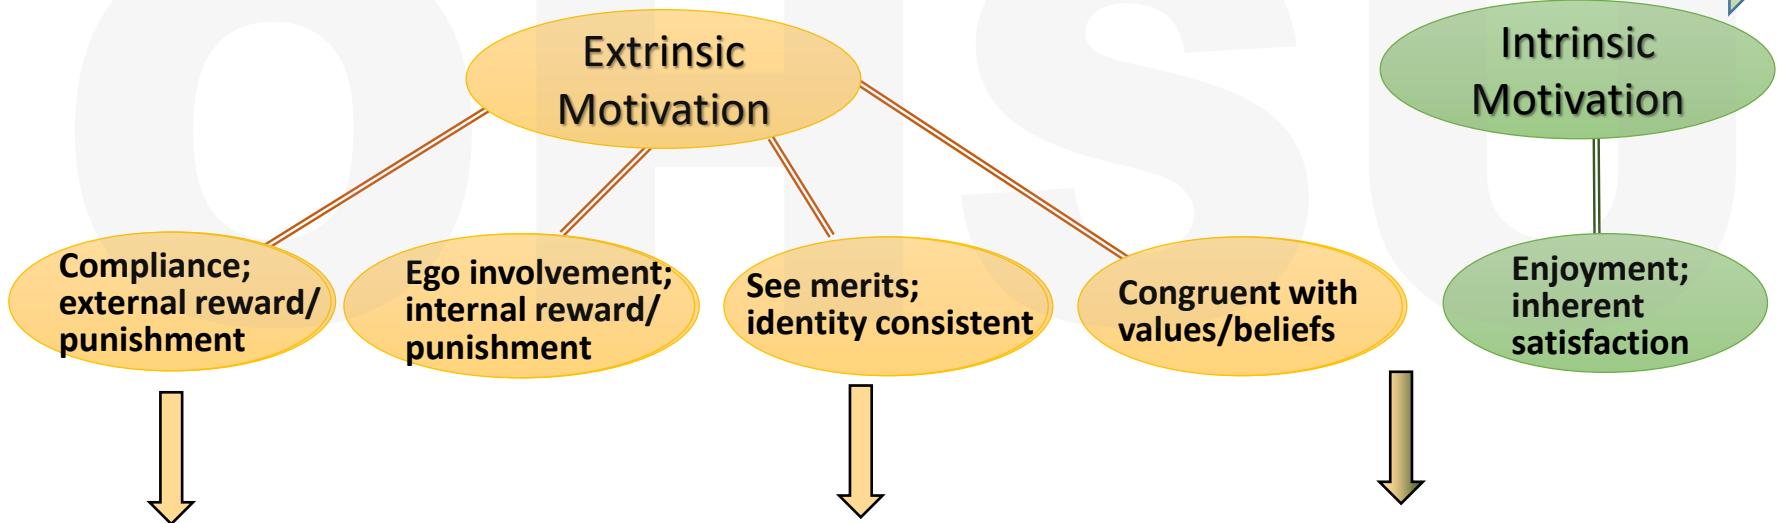 OHSU
Extrinsic
Motivation
Intrinsic
Motivation
Compliance;
external reward/
punishment
Ego involvement;
internal reward/
punishment
See merits;
identity consistent
Congruent with
values/beliefs
Enjoyment;
inherent
satisfaction